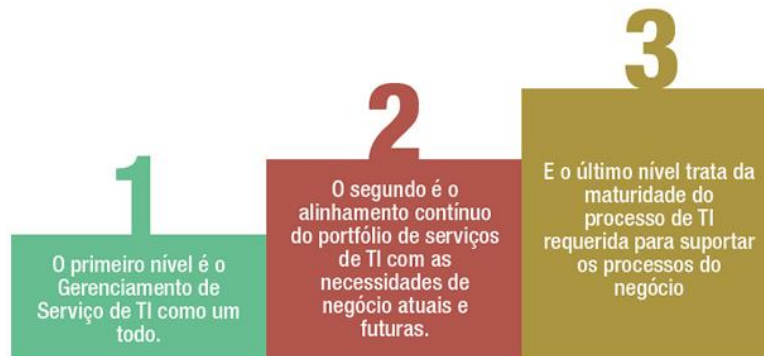 1
O primeiro nível é o
Gerenciamento de
Serviço de TI como um
todo.
2
O segundo é o
alinhamento contínuo
do portfólio de serviços
de TI com as
necessidades de
negócio atuais e
futuras.
3
E o último nível trata da
maturidade do
processo de TI
requerida para suportar
os processos do
negócio